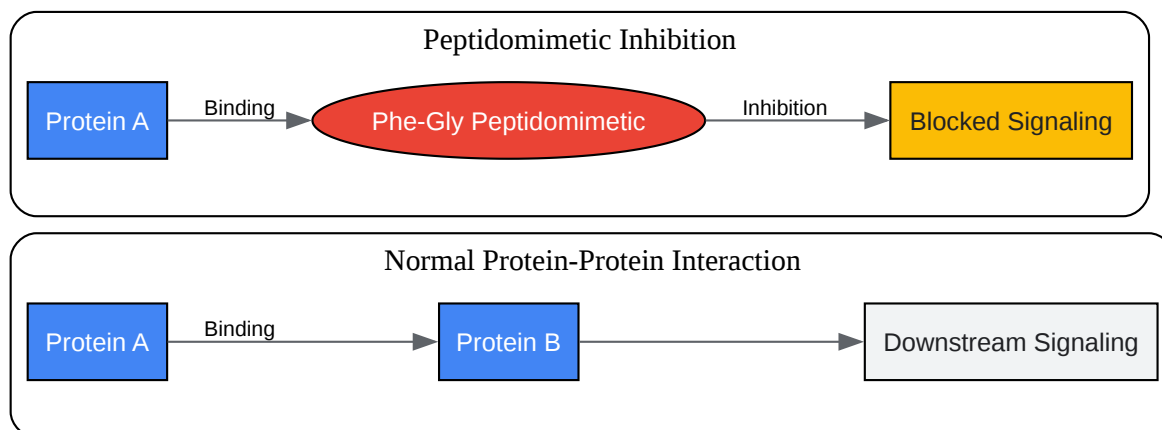 Peptidomimetic Inhibition
Protein A
Binding
Phe-Gly Peptidomimetic
Inhibition
Blocked Signaling
Normal Protein-Protein Interaction
Protein A
Binding
Protein B
Downstream Signaling